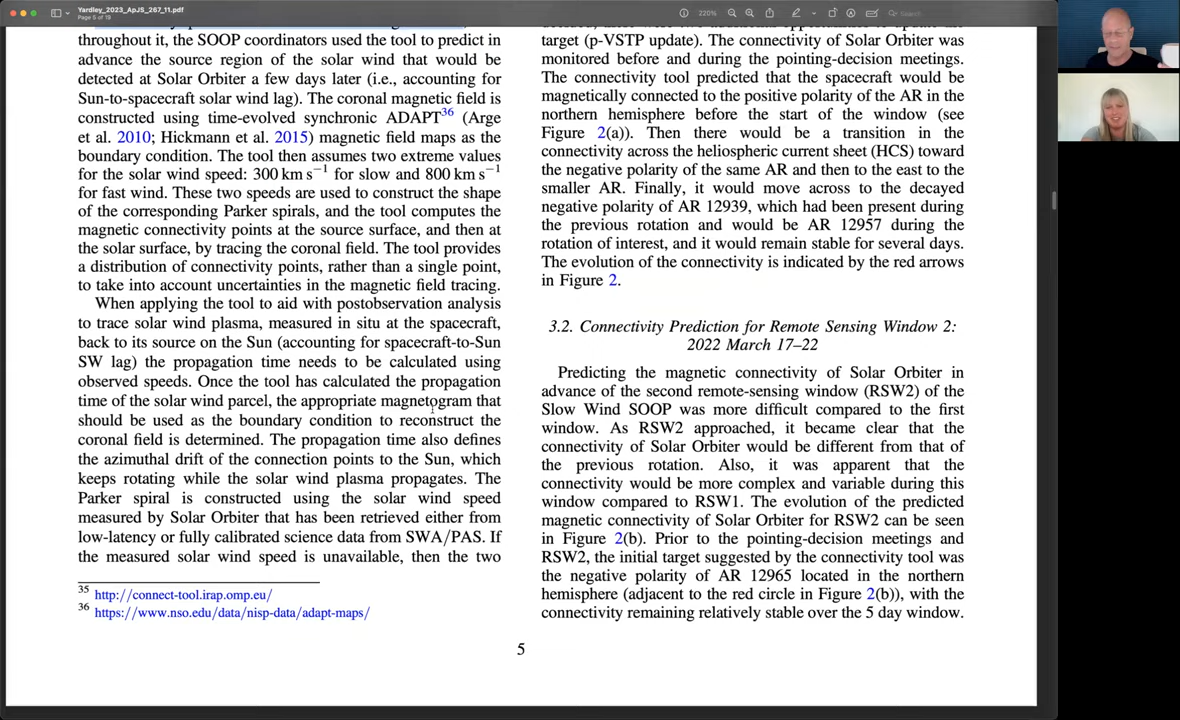 Yardley_2023_ApJS_267_11.pdf
Page 5 of 18
220%
Search
throughout it, the SOOP coordinators used the tool to predict in
advance the source region of the solar wind that would be
detected at Solar Orbiter a few days later (i.e., accounting for
Sun-to-spacecraft solar wind lag). The coronal magnetic field is
constructed using time-evolved synchronic ADAPT36 (Arge
et al. 2010; Hickmann et al. 2015) magnetic field maps as the
boundary condition. The tool then assumes two extreme values
for the solar wind speed: 300 km s−1 for slow and 800 km s−1
for fast wind. These two speeds are used to construct the shape
of the corresponding Parker spirals, and the tool computes the
magnetic connectivity points at the source surface, and then at
the solar surface, by tracing the coronal field. The tool provides
a distribution of connectivity points, rather than a single point,
to take into account uncertainties in the magnetic field tracing.
When applying the tool to aid with postobservation analysis
to trace solar wind plasma, measured in situ at the spacecraft,
back to its source on the Sun (accounting for spacecraft-to-Sun
SW lag) the propagation time needs to be calculated using
observed speeds. Once the tool has calculated the propagation
time of the solar wind parcel, the appropriate magnetogram that
should be used as the boundary condition to reconstruct the
coronal field is determined. The propagation time also defines
the azimuthal drift of the connection points to the Sun, which
keeps rotating while the solar wind plasma propagates. The
Parker spiral is constructed using the solar wind speed
measured by Solar Orbiter that has been retrieved either from
low-latency or fully calibrated science data from SWA/PAS. If
the measured solar wind speed is unavailable, then the two
35 http://connect-tool.irap.omp.eu/
36 https://www.nso.edu/data/nisp-data/adapt-maps/
target (p-VSTP update). The connectivity of Solar Orbiter was
monitored before and during the pointing-decision meetings.
The connectivity tool predicted that the spacecraft would be
magnetically connected to the positive polarity of the AR in the
northern hemisphere before the start of the window (see
Figure 2(a)). Then there would be a transition in the
connectivity across the heliospheric current sheet (HCS) toward
the negative polarity of the same AR and then to the east to the
smaller AR. Finally, it would move across to the decayed
negative polarity of AR 12939, which had been present during
the previous rotation and would be AR 12957 during the
rotation of interest, and it would remain stable for several days.
The evolution of the connectivity is indicated by the red arrows
in Figure 2.
3.2. Connectivity Prediction for Remote Sensing Window 2:
2022 March 17–22
Predicting the magnetic connectivity of Solar Orbiter in
advance of the second remote-sensing window (RSW2) of the
Slow Wind SOOP was more difficult compared to the first
window. As RSW2 approached, it became clear that the
connectivity of Solar Orbiter would be different from that of
the previous rotation. Also, it was apparent that the
connectivity would be more complex and variable during this
window compared to RSW1. The evolution of the predicted
magnetic connectivity of Solar Orbiter for RSW2 can be seen
in Figure 2(b). Prior to the pointing-decision meetings and
RSW2, the initial target suggested by the connectivity tool was
the negative polarity of AR 12965 located in the northern
hemisphere (adjacent to the red circle in Figure 2(b)), with the
connectivity remaining relatively stable over the 5 day window.
5